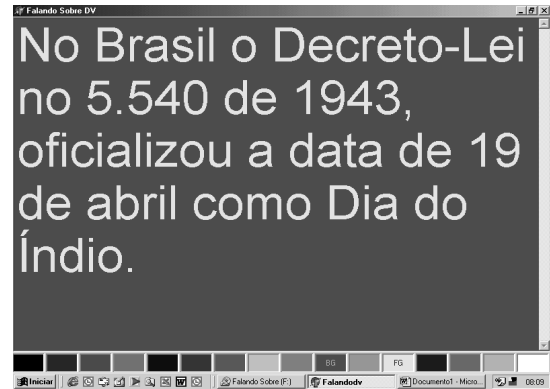 Falando Sobre DV
No Brasil o Decreto-Lei
no 5.540 de 1943,
oficializou a data de 19
de abril como Dia do
Índio.
BG FG
Iniciar Falando Sobre (F:) Falandodv Documento1 - Micro... 08:09